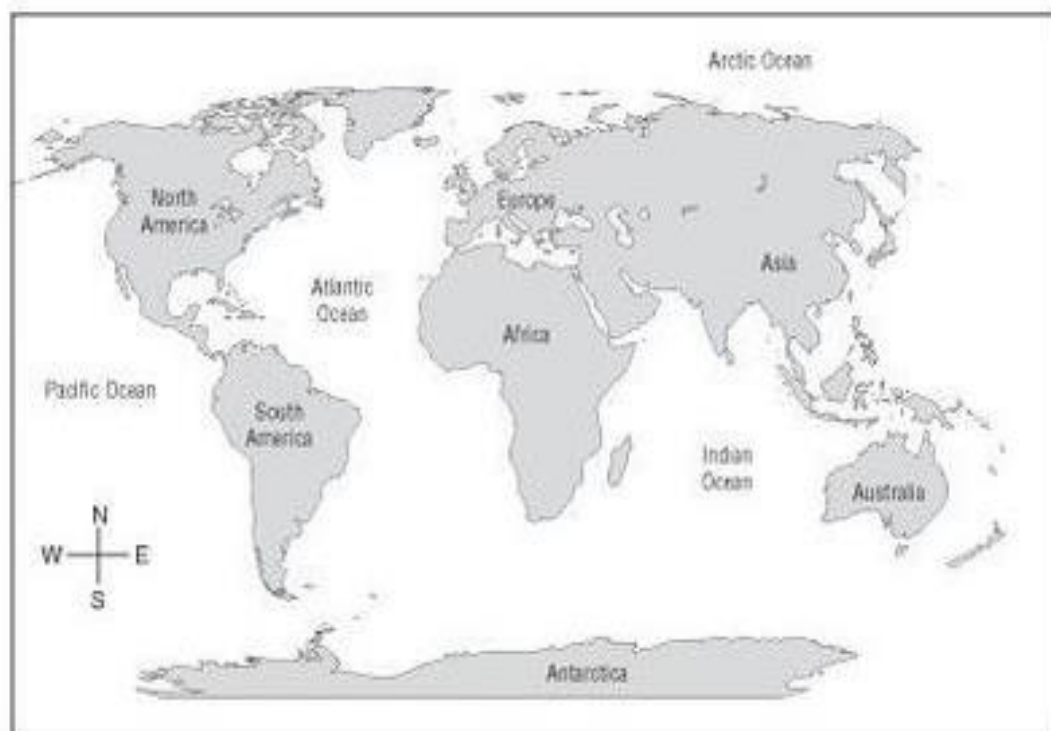 Arctic Ocean
North
America
Europe
Asia
Atlantic
Ocean
Africa
Pacific Ocean
South
America
Indian
Ocean
Australia
N
W E
S
Antarctica